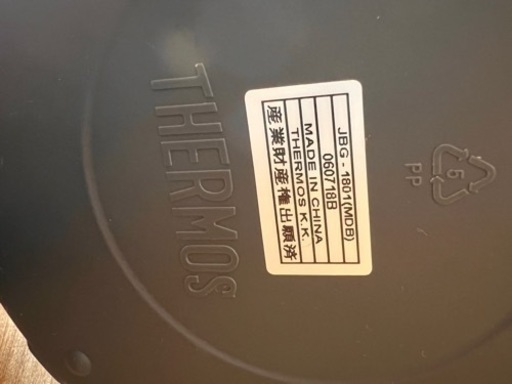 5
PP
JBG - 1801(MDB)
060718B
MADE IN CHINA
THERMOS K.K.
産業財産権出願済
THERMOS